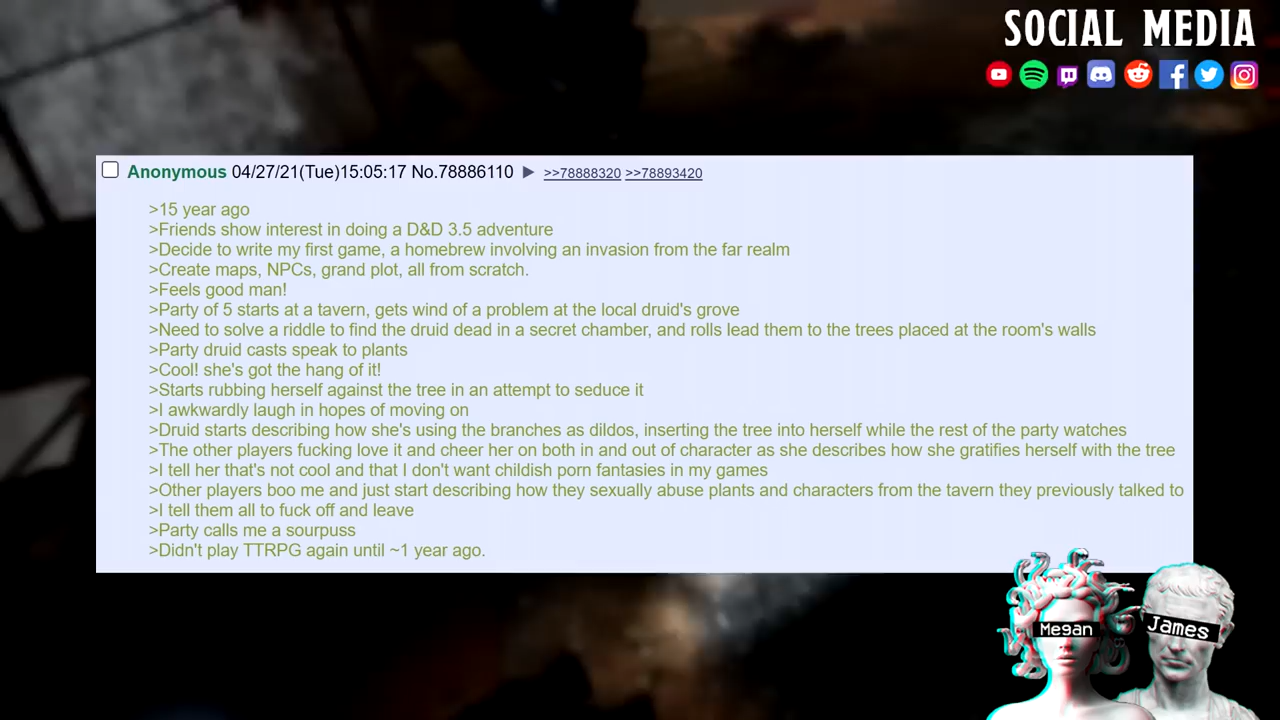 SOCIAL MEDIA
Anonymous 04/27/21(Tue)15:05:17 No.78886110 ▶ >>78888320 >>78893420
>15 year ago
>Friends show interest in doing a D&D 3.5 adventure
>Decide to write my first game, a homebrew involving an invasion from the far realm
>Create maps, NPCs, grand plot, all from scratch.
>Feels good man!
>Party of 5 starts at a tavern, gets wind of a problem at the local druid's grove
>Need to solve a riddle to find the druid dead in a secret chamber, and rolls lead them to the trees placed at the room's walls
>Party druid casts speak to plants
>Cool! she's got the hang of it!
>Starts rubbing herself against the tree in an attempt to seduce it
>I awkwardly laugh in hopes of moving on
>Druid starts describing how she's using the branches as dildos, inserting the tree into herself while the rest of the party watches
>The other players fucking love it and cheer her on both in and out of character as she describes how she gratifies herself with the tree
>I tell her that's not cool and that I don't want childish porn fantasies in my games
>Other players boo me and just start describing how they sexually abuse plants and characters from the tavern they previously talked to
>I tell them all to fuck off and leave
>Party calls me a sourpuss
>Didn't play TTRPG again until ~1 year ago.
Megan
James